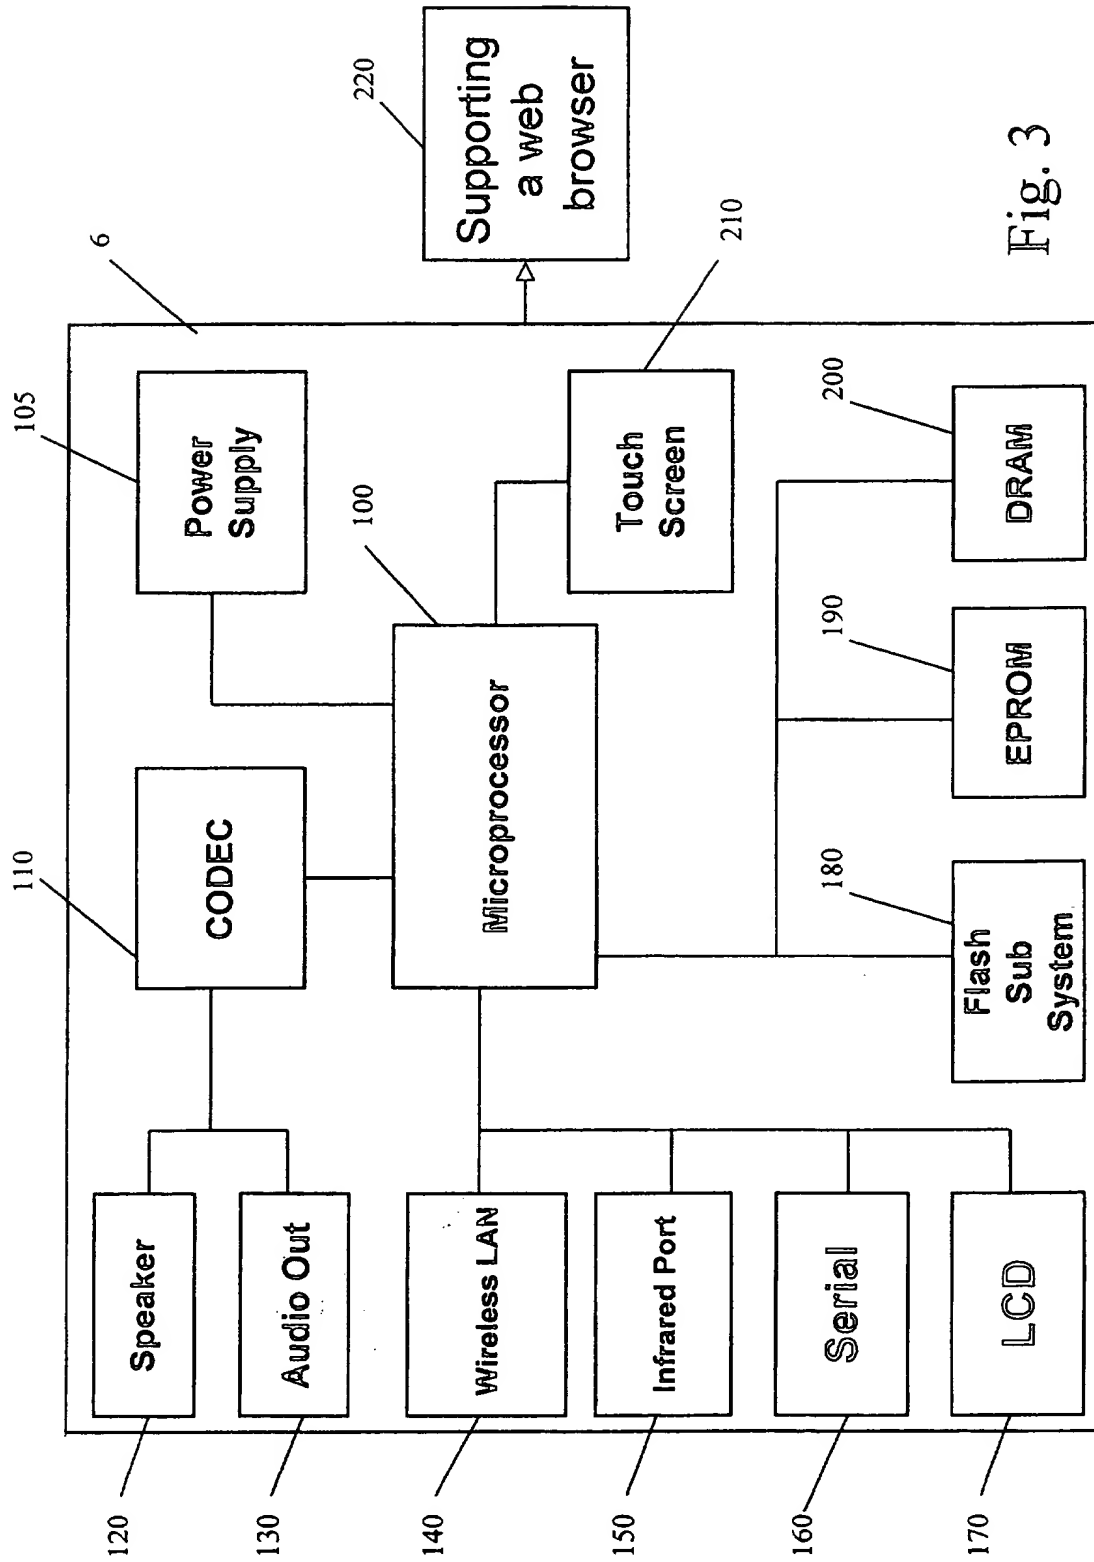 120
Speaker
130
Audio Out
140
Wireless LAN
150
Infrared Port
160
Serial
170
LCD
110
CODEC
105
Power
Supply
6
100
Microprocessor
210
Touch
Screen
180
Flash
Sub
System
190
EPROM
200
DRAM
220
Supporting
a web
browser
Fig. 3